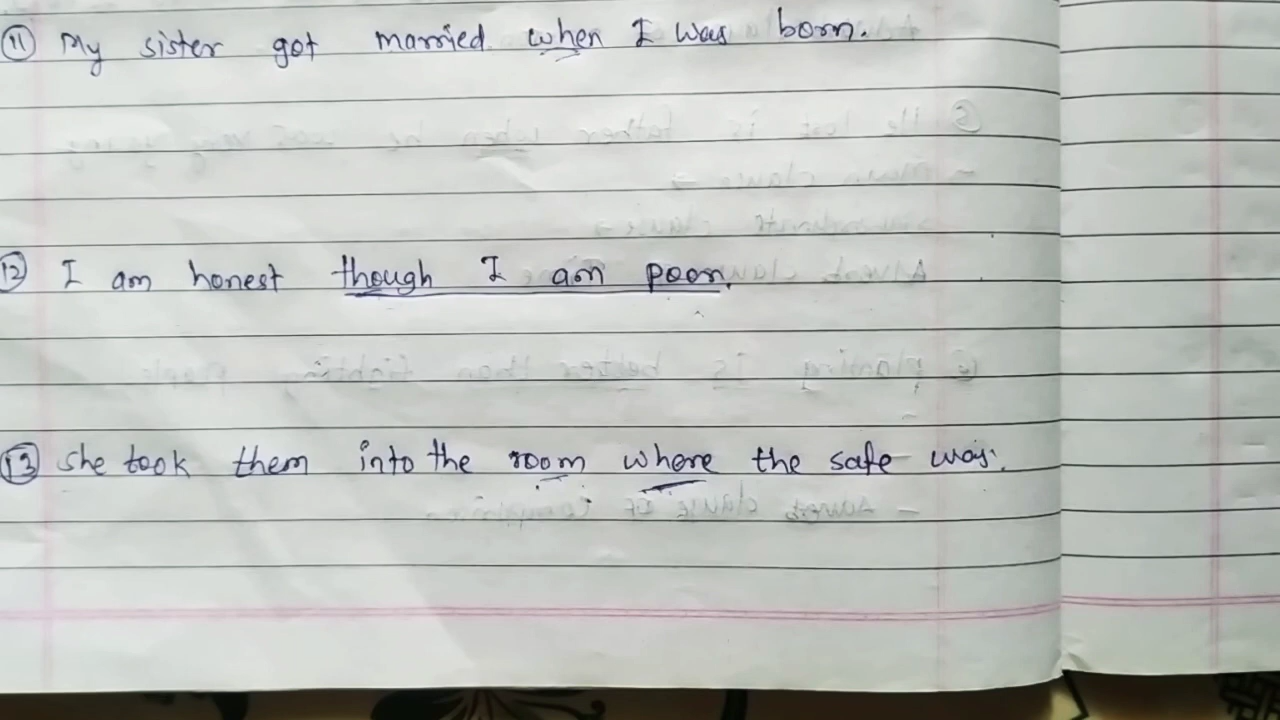 11 My sister got married when I was born.
12 I am honest though I am poor.
13 she took them into the room where the safe was.